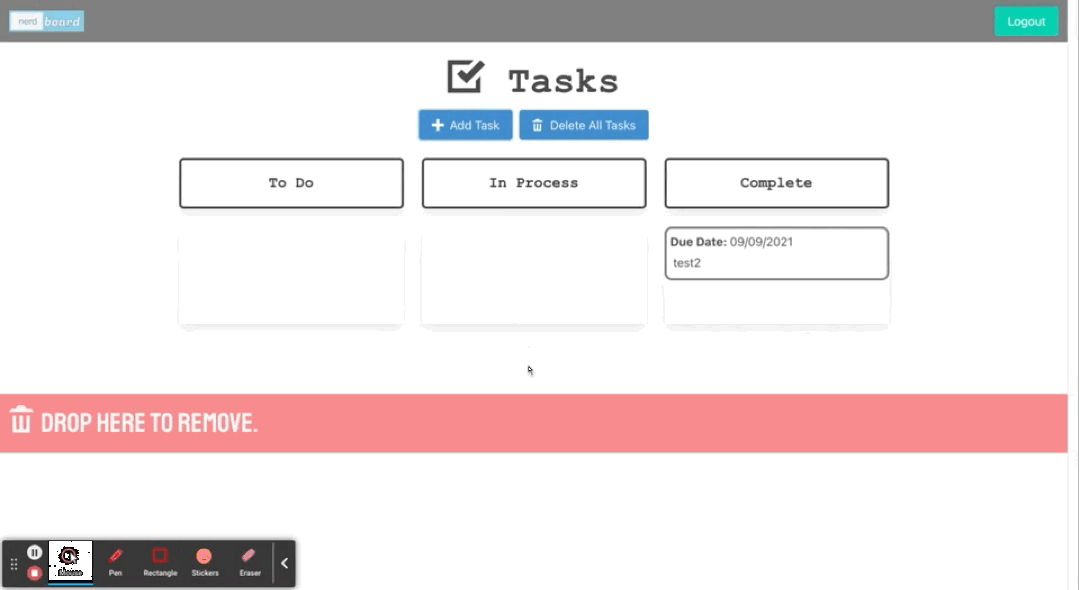 nerd board
Logout
Tasks
Add Task
Delete All Tasks
To Do
In Process
Complete
Due Date: 09/09/2021
test2
DROP HERE TO REMOVE.
Pen
Rectangle
Stickers
Eraser